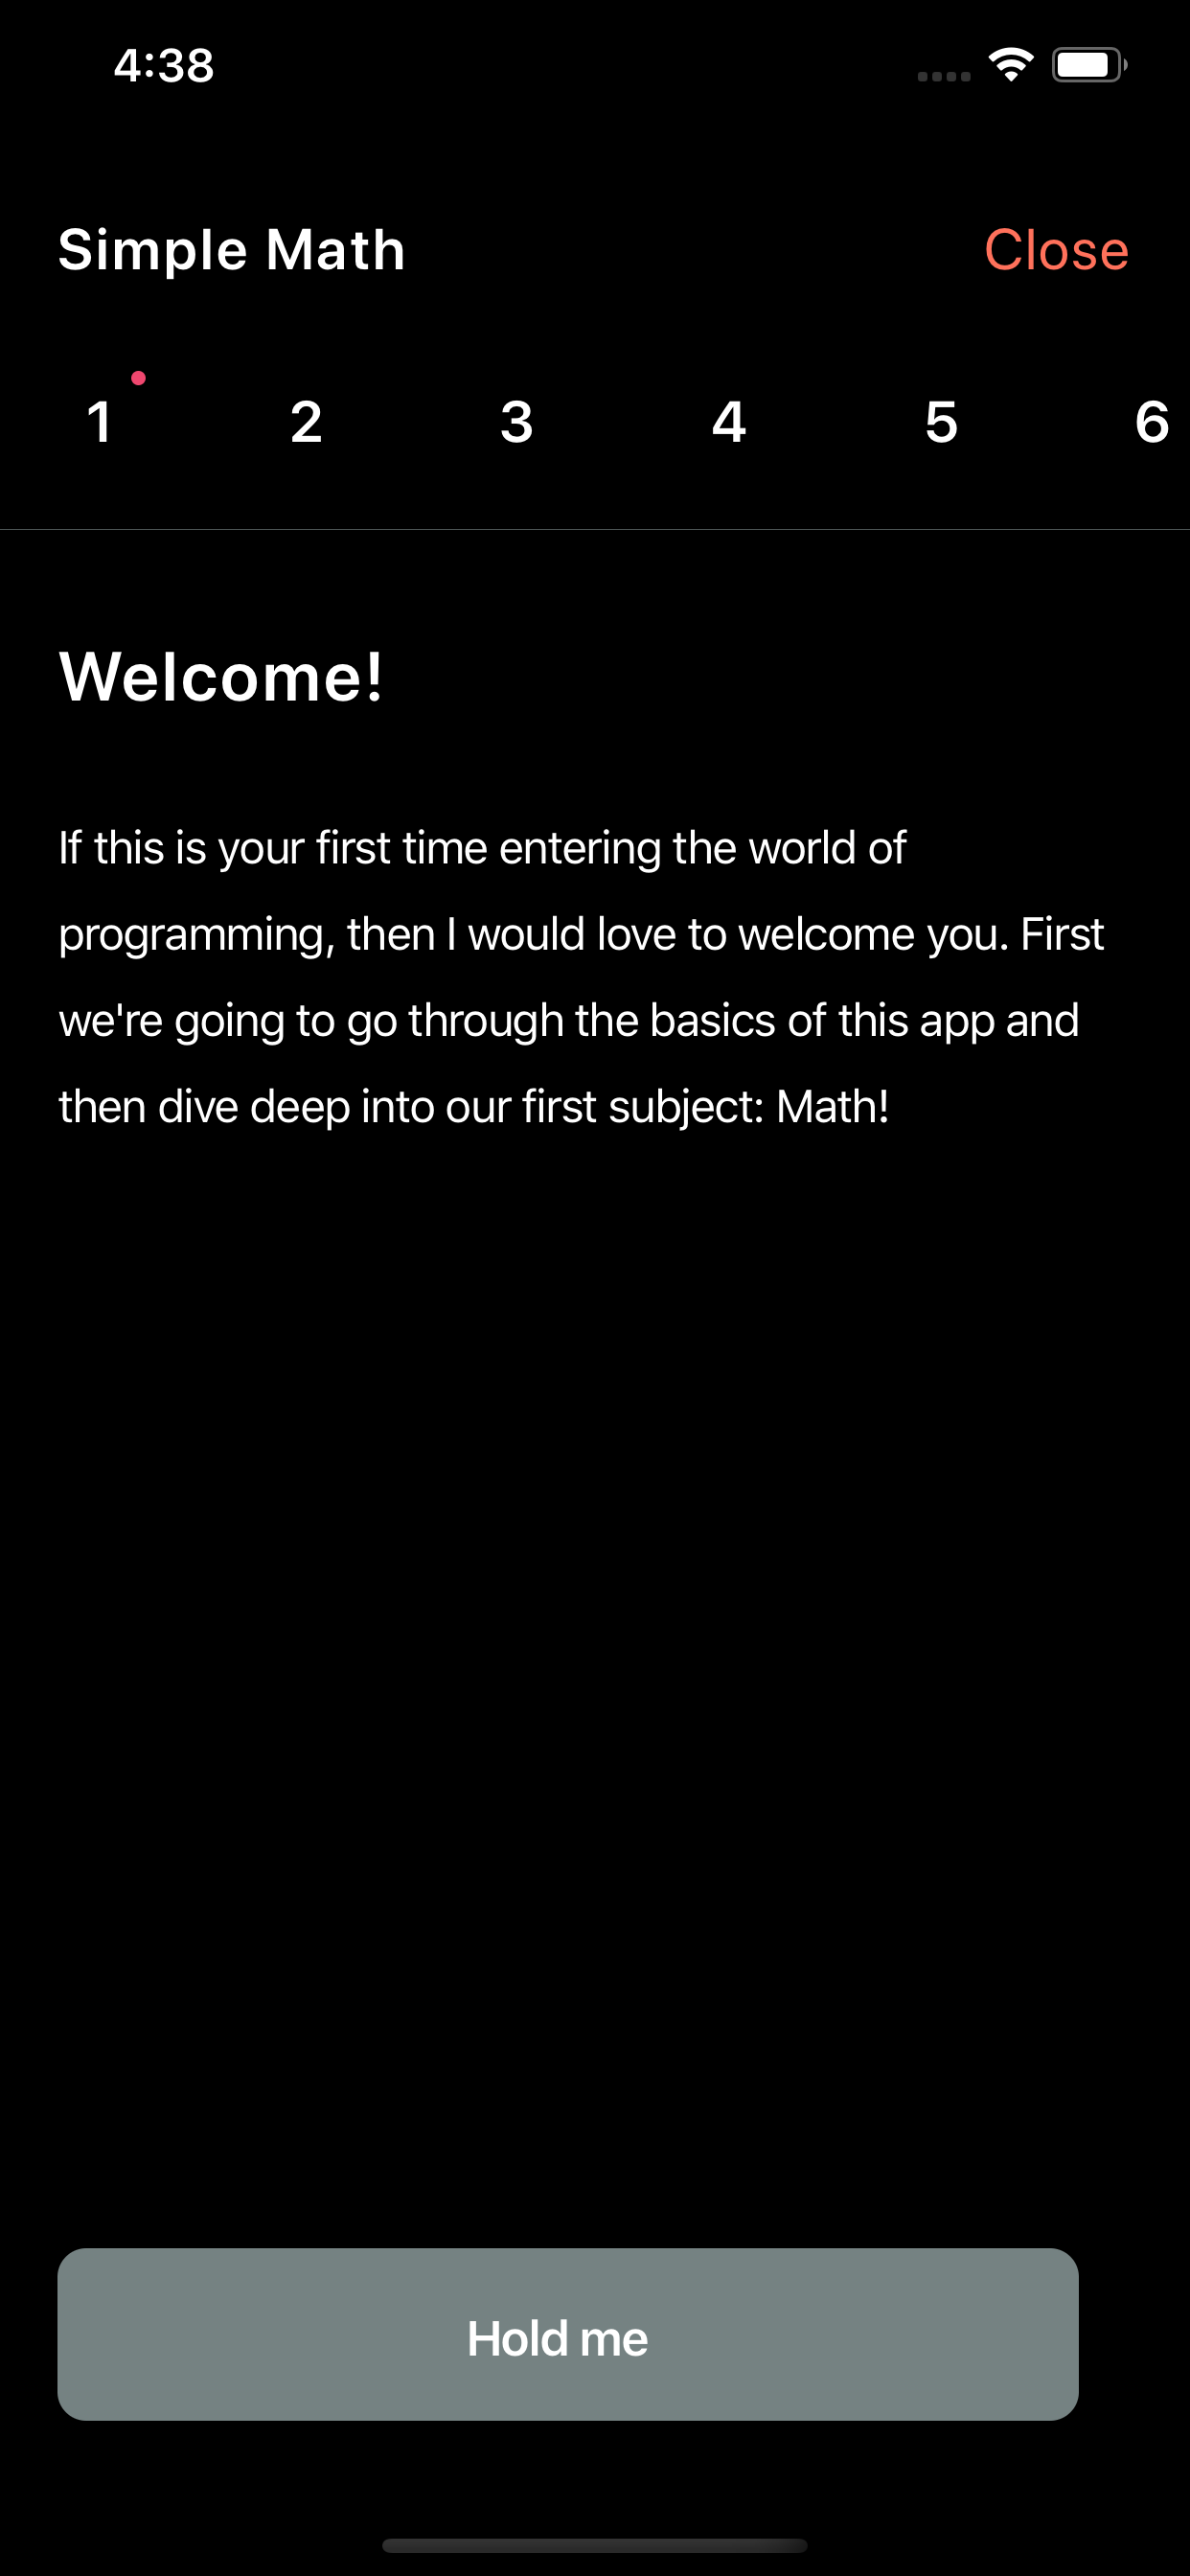 4:38
Simple Math Close
1 2 3 4 5 6
Welcome!
If this is your first time entering the world of
programming, then I would love to welcome you. First
we're going to go through the basics of this app and
then dive deep into our first subject: Math!
Hold me